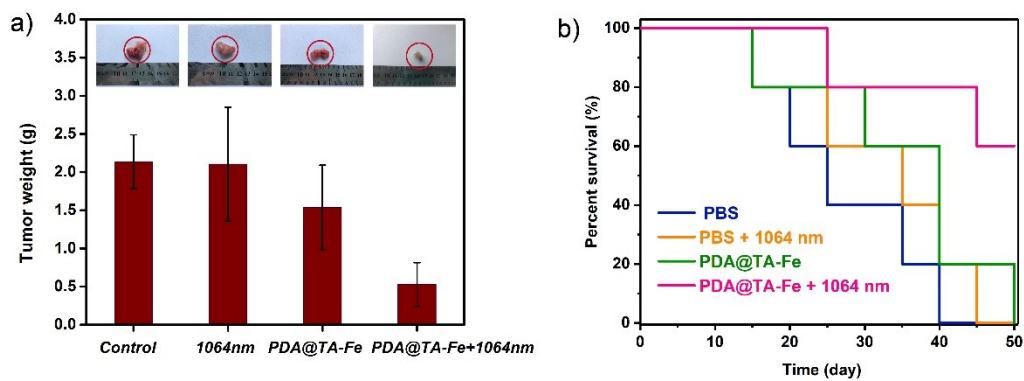 a)
4.0
3.5
3.0
2.5
2.0
1.5
1.0
0.5
0.0
Tumor weight (g)
Control
1064nm
PDA@TA-Fe
PDA@TA-Fe+1064nm
b)
100
80
60
40
20
0
Percent survival (%)
PBS
PBS + 1064 nm
PDA@TA-Fe
PDA@TA-Fe + 1064 nm
0 10 20 30 40 50
Time (day)